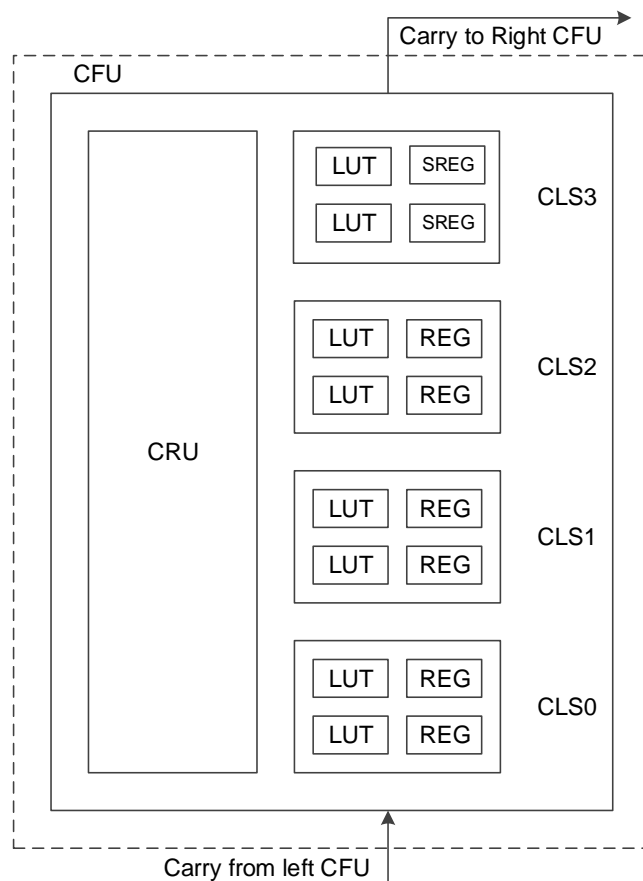 Carry to Right CFU
CFU
LUT SREG
LUT SREG
CLS3
LUT REG
LUT REG
CLS2
CRU
LUT REG
LUT REG
CLS1
LUT REG
LUT REG
CLS0
Carry from left CFU